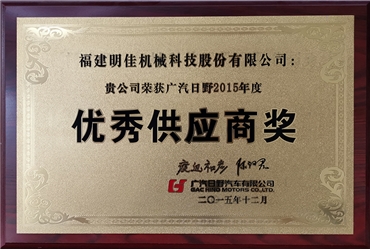 福建明佳机械科技股份有限公司：
贵公司荣获广汽日野2015年度
优秀供应商奖
广汽日野汽车有限公司
GAC HINO MOTORS CO.,LTD.
二〇一五年十二月